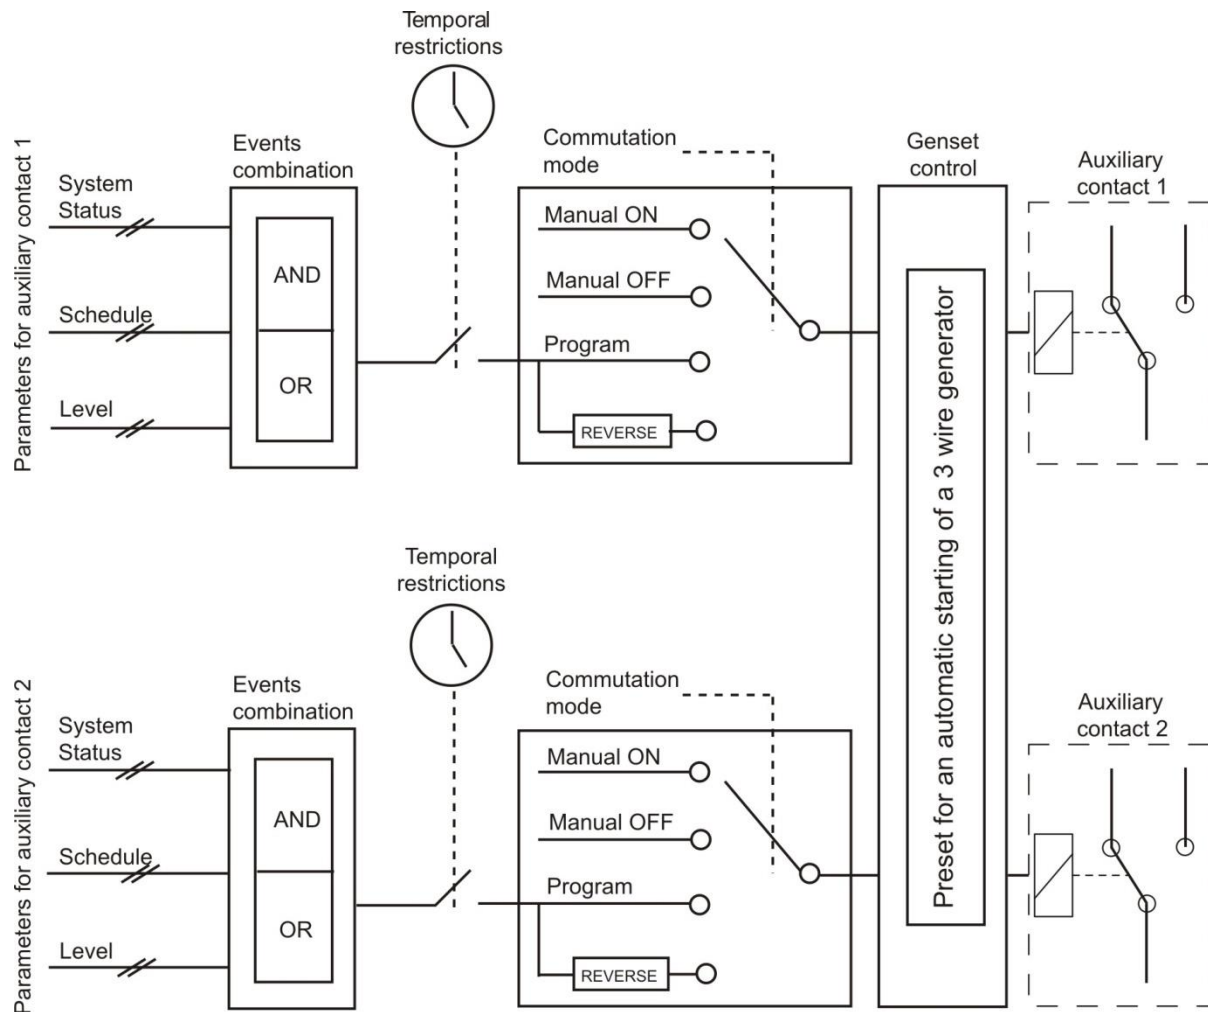 Temporal
restrictions
Parameters for auxiliary contact 1
System
Status
Schedule
Level
Events
combination
AND
OR
Commutation
mode
Manual ON
Manual OFF
Program
REVERSE
Genset
control
Preset for an automatic starting of a 3 wire generator
Auxiliary
contact 1
Temporal
restrictions
Parameters for auxiliary contact 2
System
Status
Schedule
Level
Events
combination
AND
OR
Commutation
mode
Manual ON
Manual OFF
Program
REVERSE
Auxiliary
contact 2